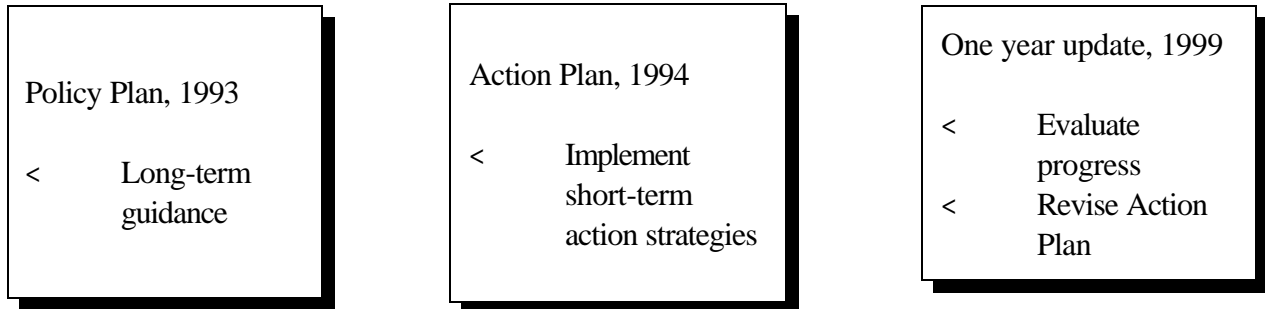 Policy Plan, 1993
< Long-term
guidance
Action Plan, 1994
< Implement
short-term
action strategies
One year update, 1999
< Evaluate
progress
< Revise Action
Plan